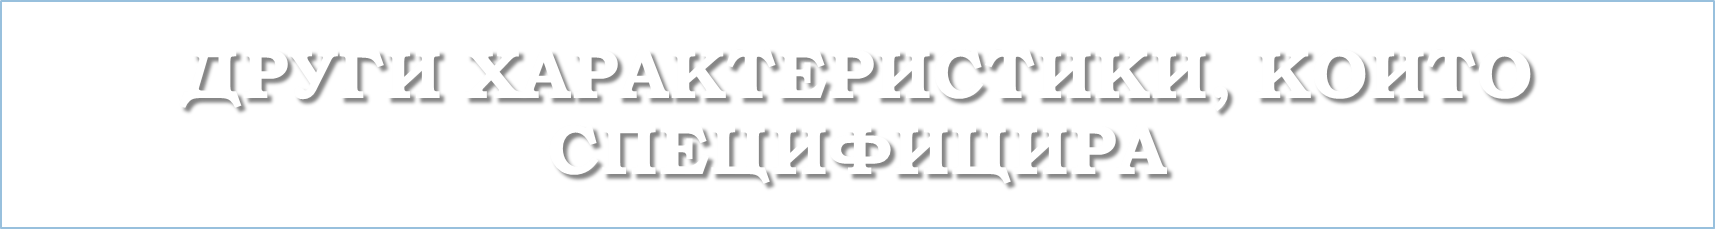 ДРУГИ ХАРАКТЕРИСТИКИ, КОИТО
СПЕЦИФИЦИРА